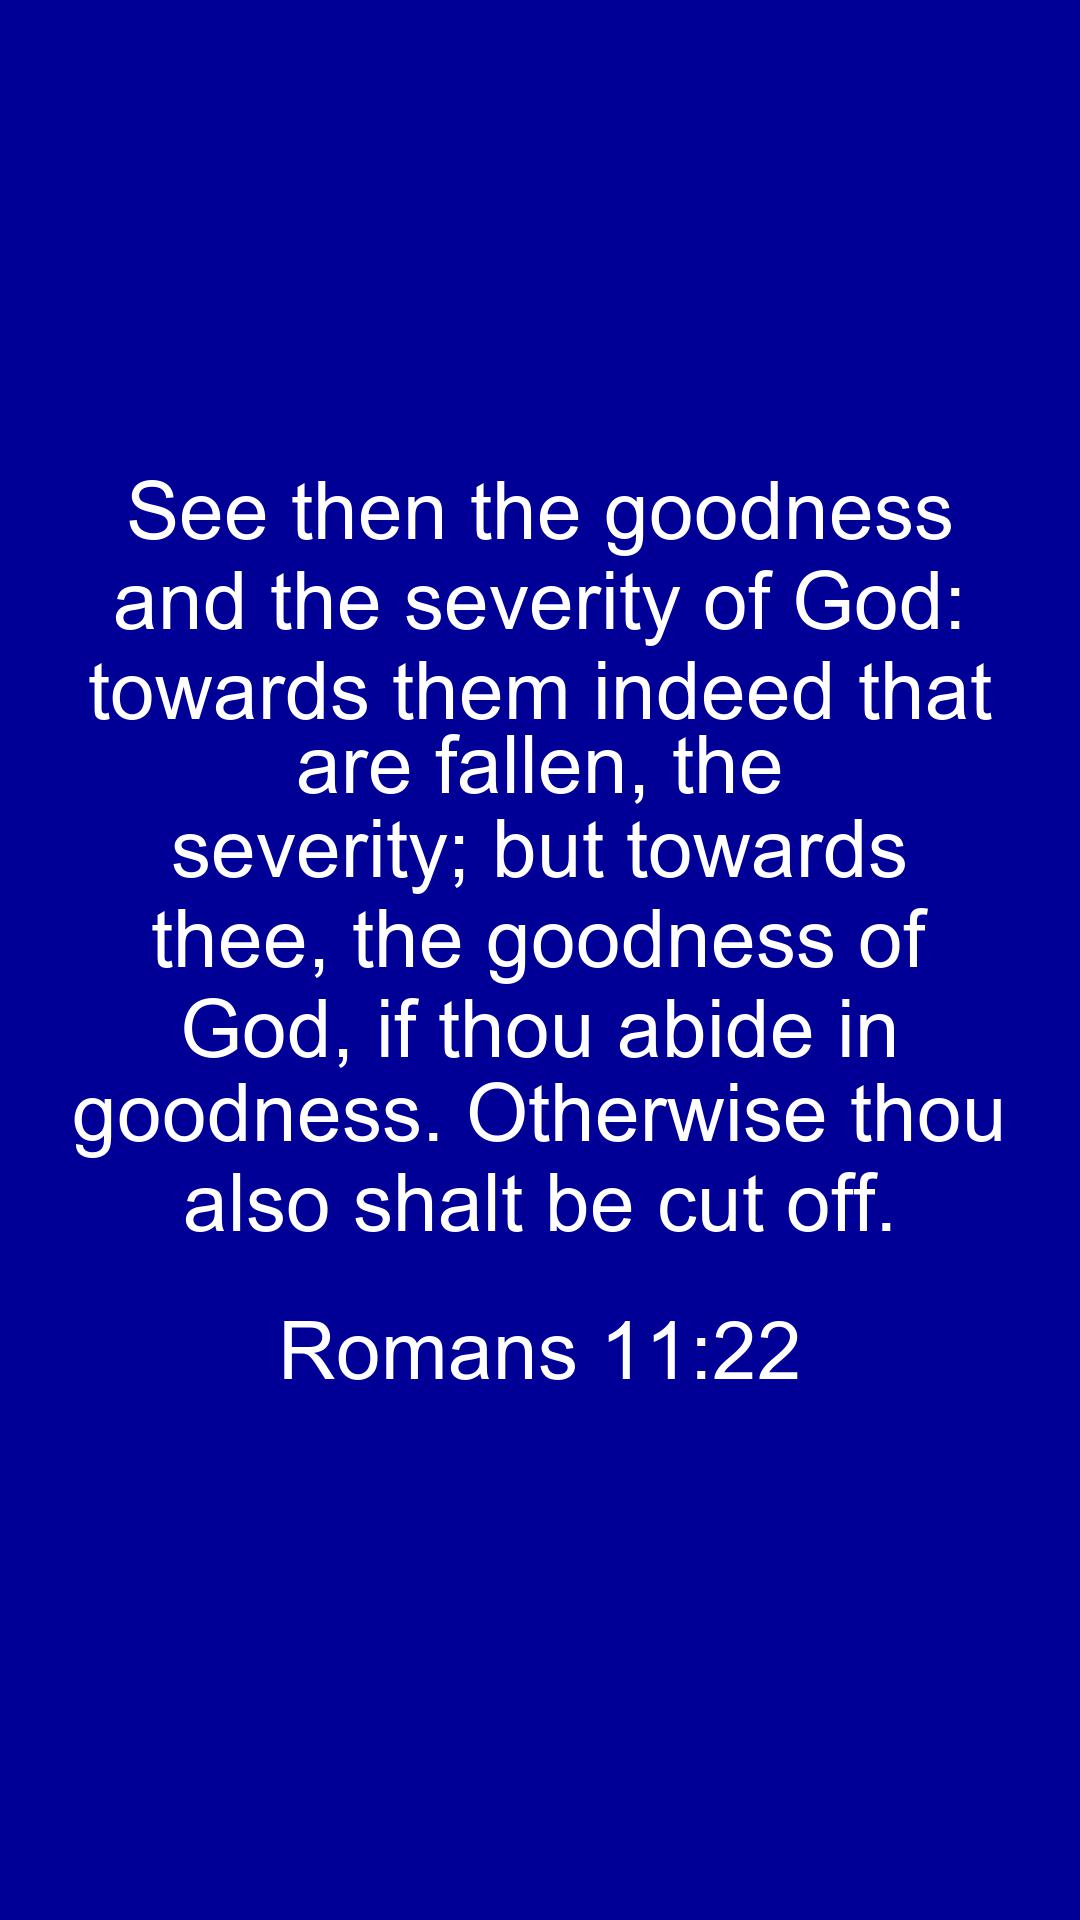 See then the goodness
and the severity of God:
towards them indeed that
are fallen, the
severity; but towards
thee, the goodness of
God, if thou abide in
goodness. Otherwise thou
also shalt be cut off.
Romans 11:22